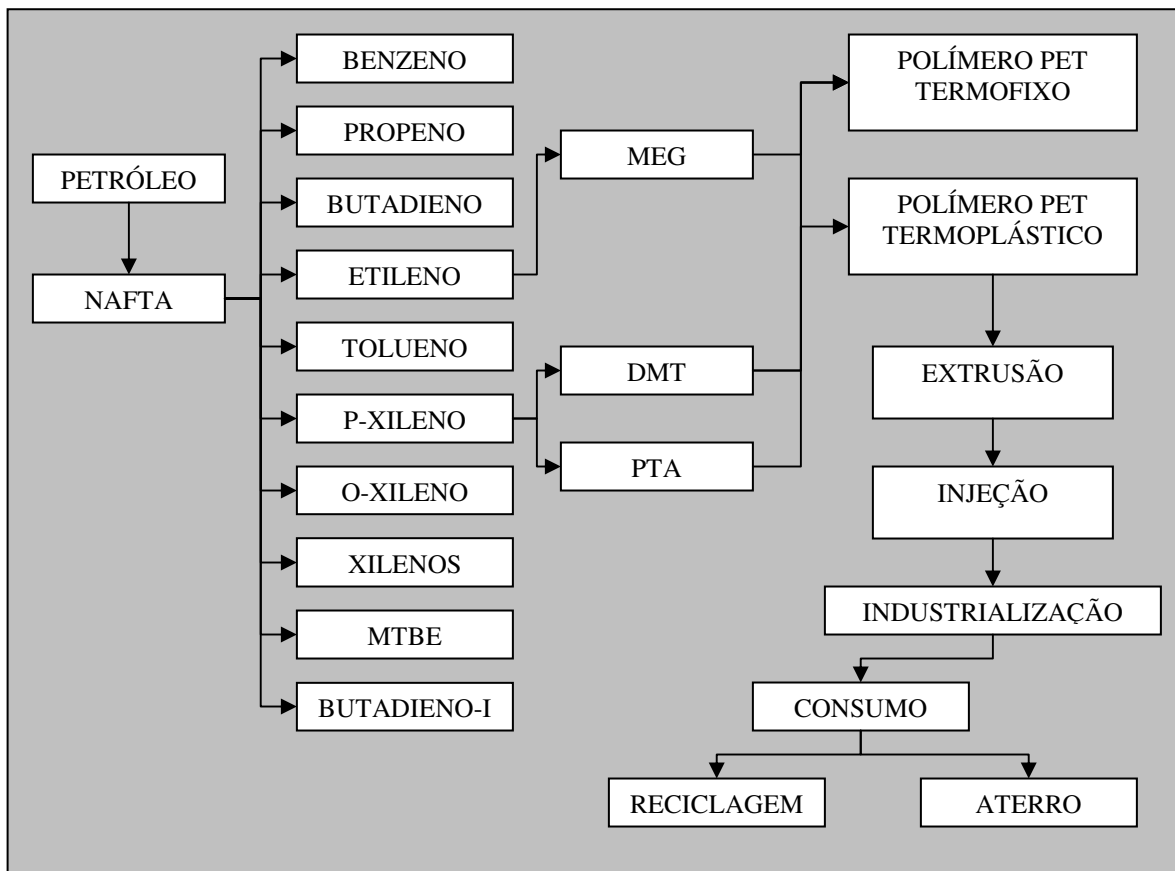 PETRÓLEO
NAFTA
BENZENO
PROPENO
BUTADIENO
ETILENO
TOLUENO
P-XILENO
O-XILENO
XILENOS
MTBE
BUTADIENO-I
MEG
DMT
PTA
POLÍMERO PET
TERMOFIXO
POLÍMERO PET
TERMOPLÁSTICO
EXTRUSÃO
INJEÇÃO
INDUSTRIALIZAÇÃO
CONSUMO
RECICLAGEM
ATERRO